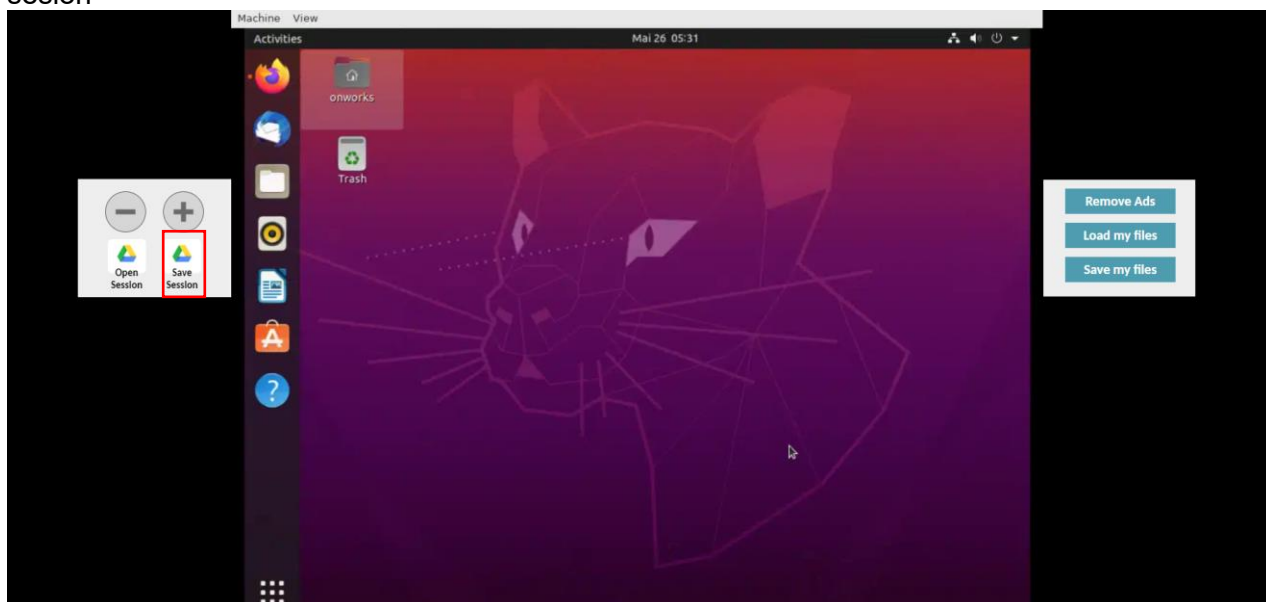 Machine View
Activities
Mai 26 05:31
onworks
Trash
Open
Session
Save
Session
Remove Ads
Load my files
Save my files